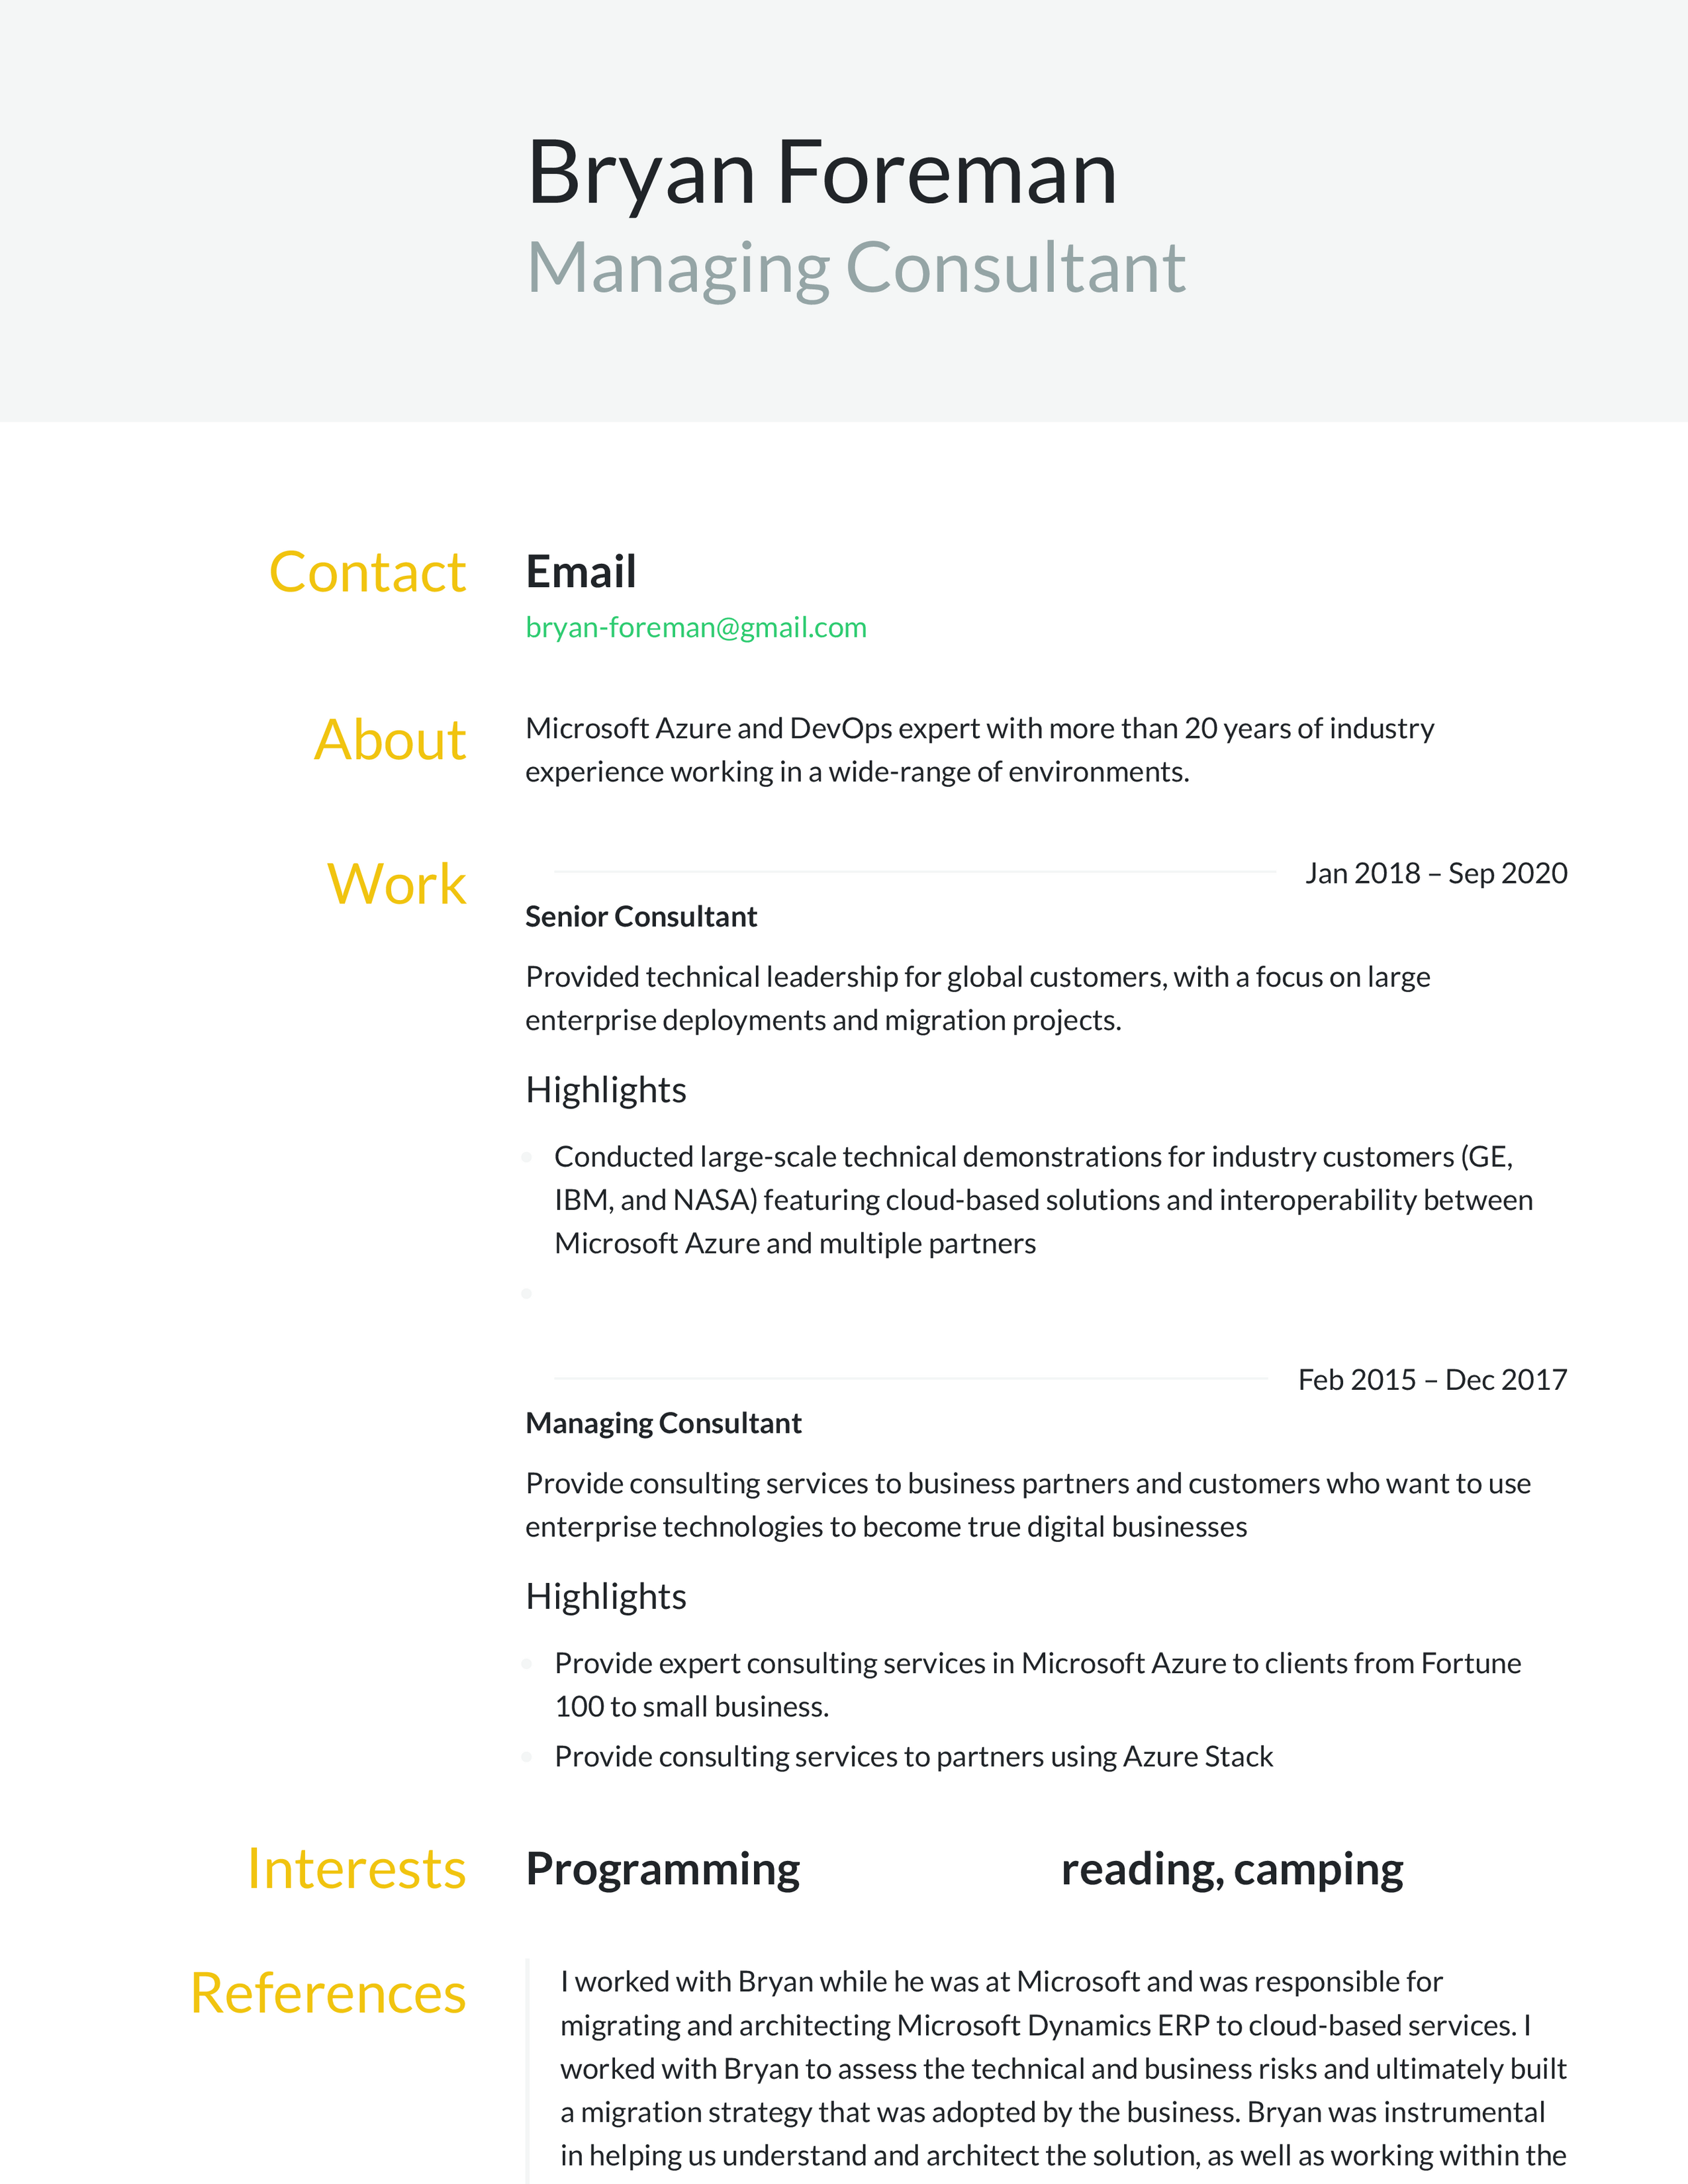 Bryan Foreman
Managing Consultant
Contact
Email
bryan-foreman@gmail.com
About
Microsoft Azure and DevOps expert with more than 20 years of industry
experience working in a wide-range of environments.
Work
Jan 2018 – Sep 2020
Senior Consultant
Provided technical leadership for global customers, with a focus on large
enterprise deployments and migration projects.
Highlights
Conducted large-scale technical demonstrations for industry customers (GE,
IBM, and NASA) featuring cloud-based solutions and interoperability between
Microsoft Azure and multiple partners
Feb 2015 – Dec 2017
Managing Consultant
Provide consulting services to business partners and customers who want to use
enterprise technologies to become true digital businesses
Highlights
Provide expert consulting services in Microsoft Azure to clients from Fortune
100 to small business.
Provide consulting services to partners using Azure Stack
Interests
Programming
reading, camping
References
I worked with Bryan while he was at Microsoft and was responsible for
migrating and architecting Microsoft Dynamics ERP to cloud-based services. I
worked with Bryan to assess the technical and business risks and ultimately built
a migration strategy that was adopted by the business. Bryan was instrumental
in helping us understand and architect the solution, as well as working within the